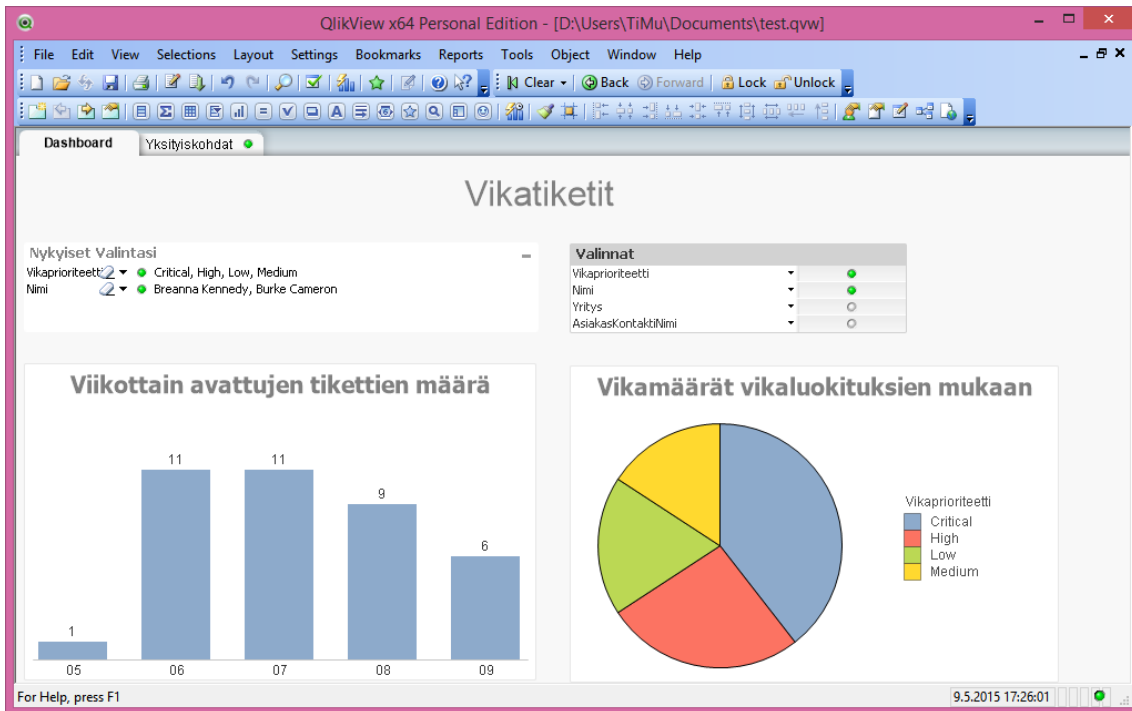 QlikView x64 Personal Edition - [D:\Users\TiMu\Documents\test.qvw]
File Edit View Selections Layout Settings Bookmarks Reports Tools Object Window Help
Clear Back Forward Lock Unlock
Dashboard Yksityiskohdat
Vikatiketit
Nykyiset Valintasi
Vikaprioriteetti Critical, High, Low, Medium
Nimi Breanna Kennedy, Burke Cameron
Valinnat
Vikaprioriteetti
Nimi
Yritys
AsiakasKontaktiNimi
Viikottain avattujen tikettien määrä
11 11
9
6
1
05 06 07 08 09
Vikamäärät vikaluokituksien mukaan
Vikaprioriteetti
Critical
High
Low
Medium
For Help, press F1 9.5.2015 17:26:01